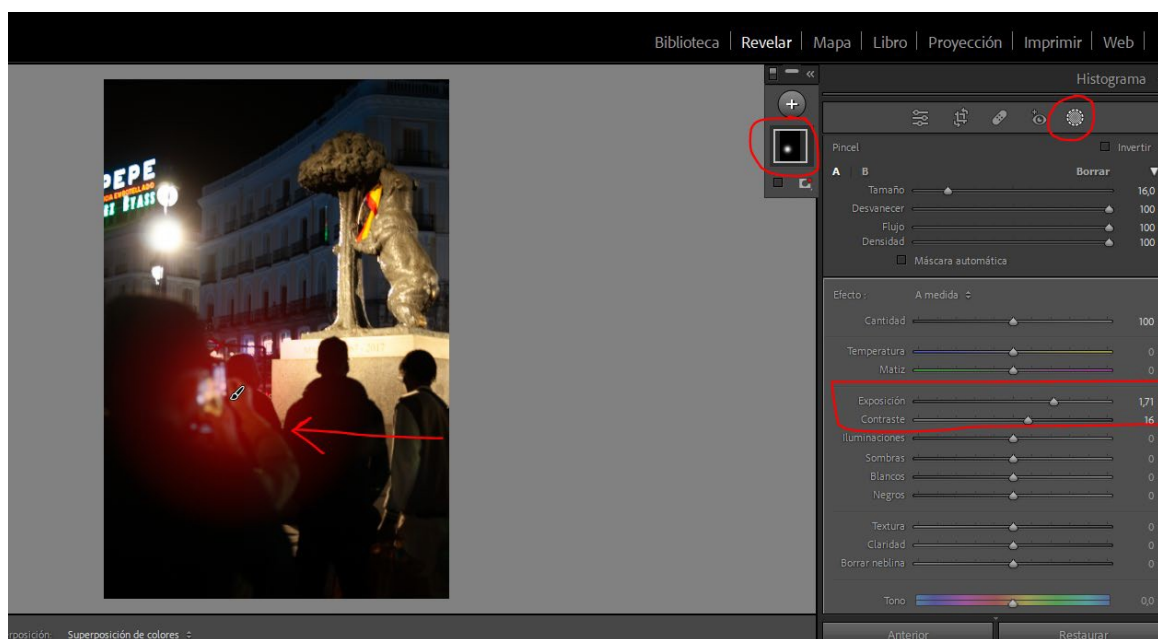 Biblioteca | Revelar | Mapa | Libro | Proyección | Imprimir | Web |
Histograma
Pincel Invertir
A B Borrar
Tamaño 16,0
Desvanecer 100
Flujo 100
Densidad 100
Máscara automática
Efecto : A medida
Cantidad 100
Temperatura 0
Matiz 0
Exposición 1,71
Contraste 16
Iluminaciones 0
Sombras 0
Blancos 0
Negros 0
Textura 0
Claridad 0
Borrar neblina 0
Tono 0,0
Anterior Restaurar
PEPE
BYASS
Superposición de colores